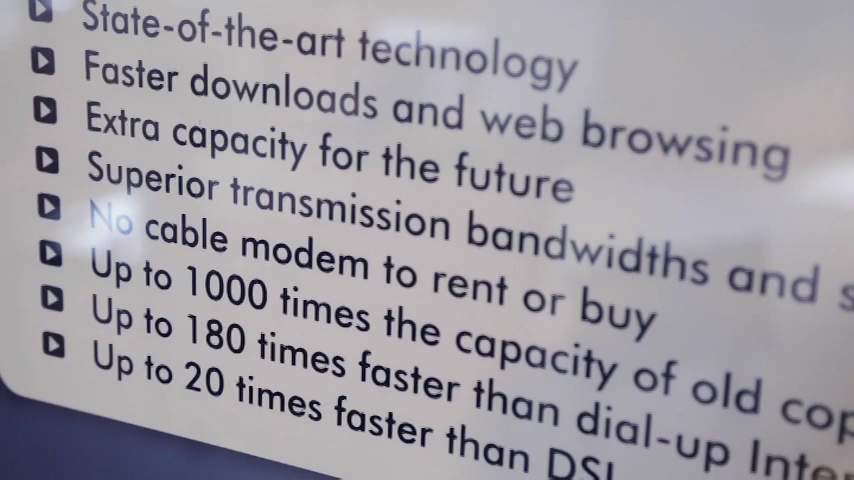 State-of-the-art technology
Faster downloads and web browsing
Extra capacity for the future
Superior transmission bandwidths and
No cable modem to rent or buy
Up to 1000 times the capacity of old
Up to 180 times faster than dial-up
Up to 20 times faster than DSL